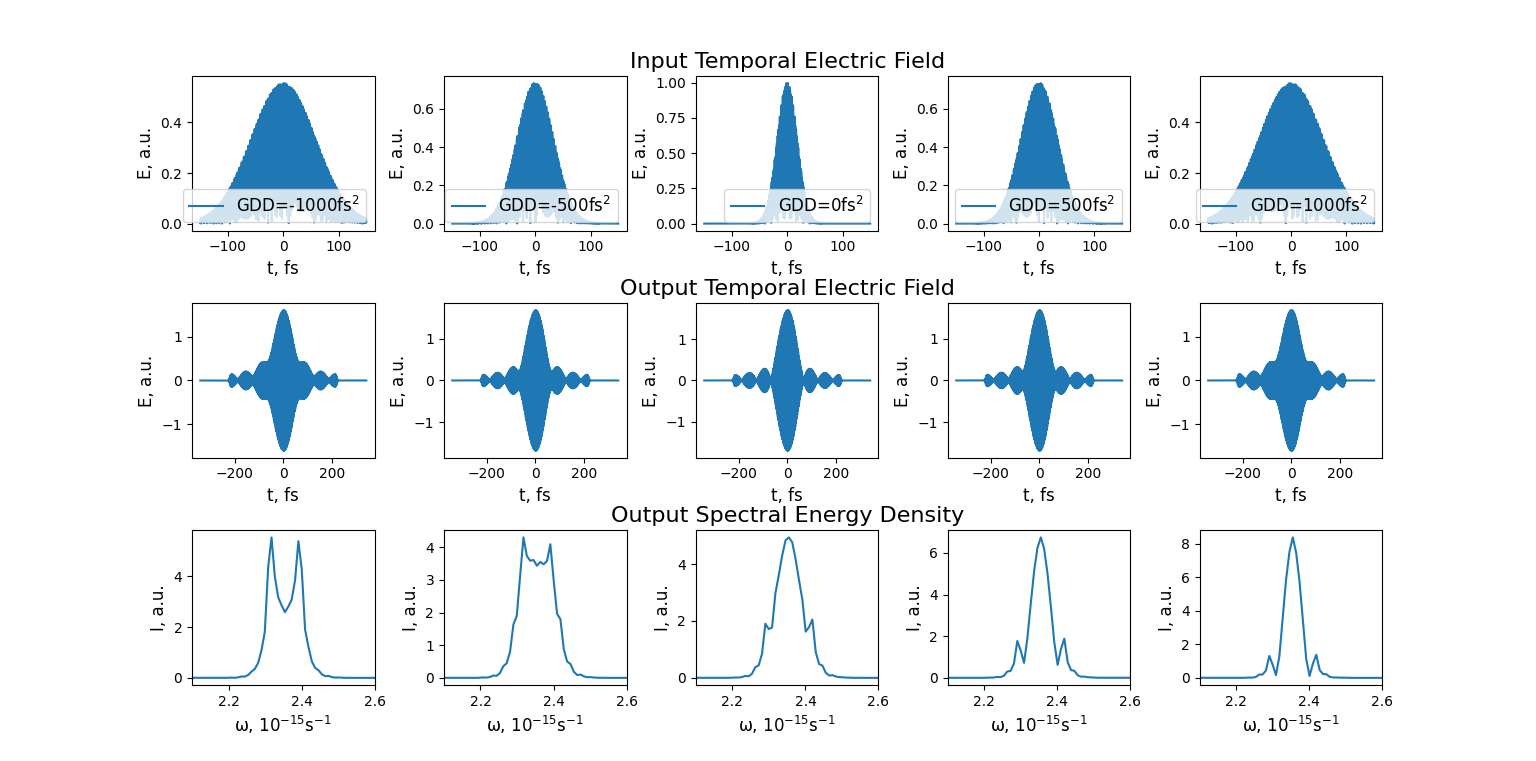 Input Temporal Electric Field
E, a.u.
0.4
0.2
0.0
GDD=-1000fs²
−100 0 100
t, fs
E, a.u.
0.6
0.4
0.2
0.0
GDD=-500fs²
−100 0 100
t, fs
E, a.u.
1.00
0.75
0.50
0.25
0.00
GDD=0fs²
−100 0 100
t, fs
E, a.u.
0.6
0.4
0.2
0.0
GDD=500fs²
−100 0 100
t, fs
E, a.u.
0.4
0.2
0.0
GDD=1000fs²
−100 0 100
t, fs
Output Temporal Electric Field
E, a.u.
1
0
−1
−200 0 200
t, fs
E, a.u.
1
0
−1
−200 0 200
t, fs
E, a.u.
1
0
−1
−200 0 200
t, fs
E, a.u.
1
0
−1
−200 0 200
t, fs
E, a.u.
1
0
−1
−200 0 200
t, fs
Output Spectral Energy Density
I, a.u.
4
2
0
2.2 2.4 2.6
ω, 10⁻¹⁵s⁻¹
I, a.u.
4
3
2
1
0
2.2 2.4 2.6
ω, 10⁻¹⁵s⁻¹
I, a.u.
4
2
0
2.2 2.4 2.6
ω, 10⁻¹⁵s⁻¹
I, a.u.
6
4
2
0
2.2 2.4 2.6
ω, 10⁻¹⁵s⁻¹
I, a.u.
8
6
4
2
0
2.2 2.4 2.6
ω, 10⁻¹⁵s⁻¹